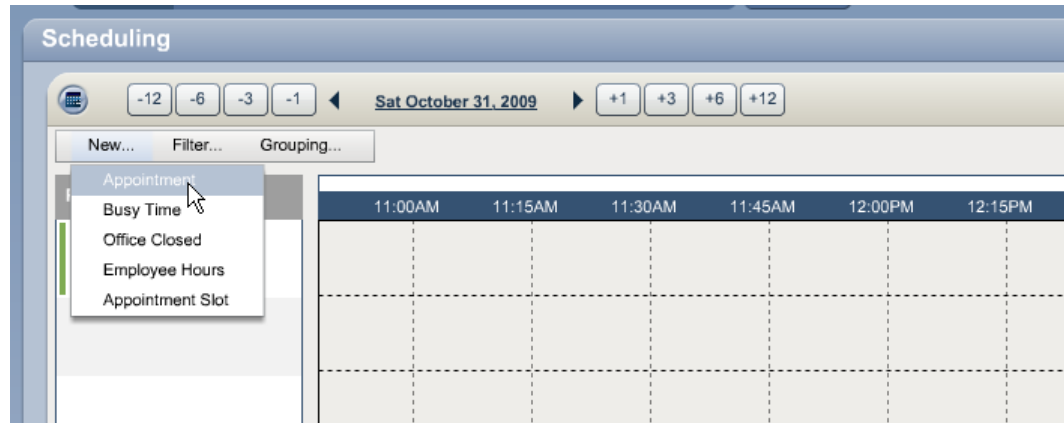 Scheduling
-12 -6 -3 -1 Sat October 31, 2009 +1 +3 +6 +12
New... Filter... Grouping...
Appointment
Busy Time
Office Closed
Employee Hours
Appointment Slot
11:00AM 11:15AM 11:30AM 11:45AM 12:00PM 12:15PM